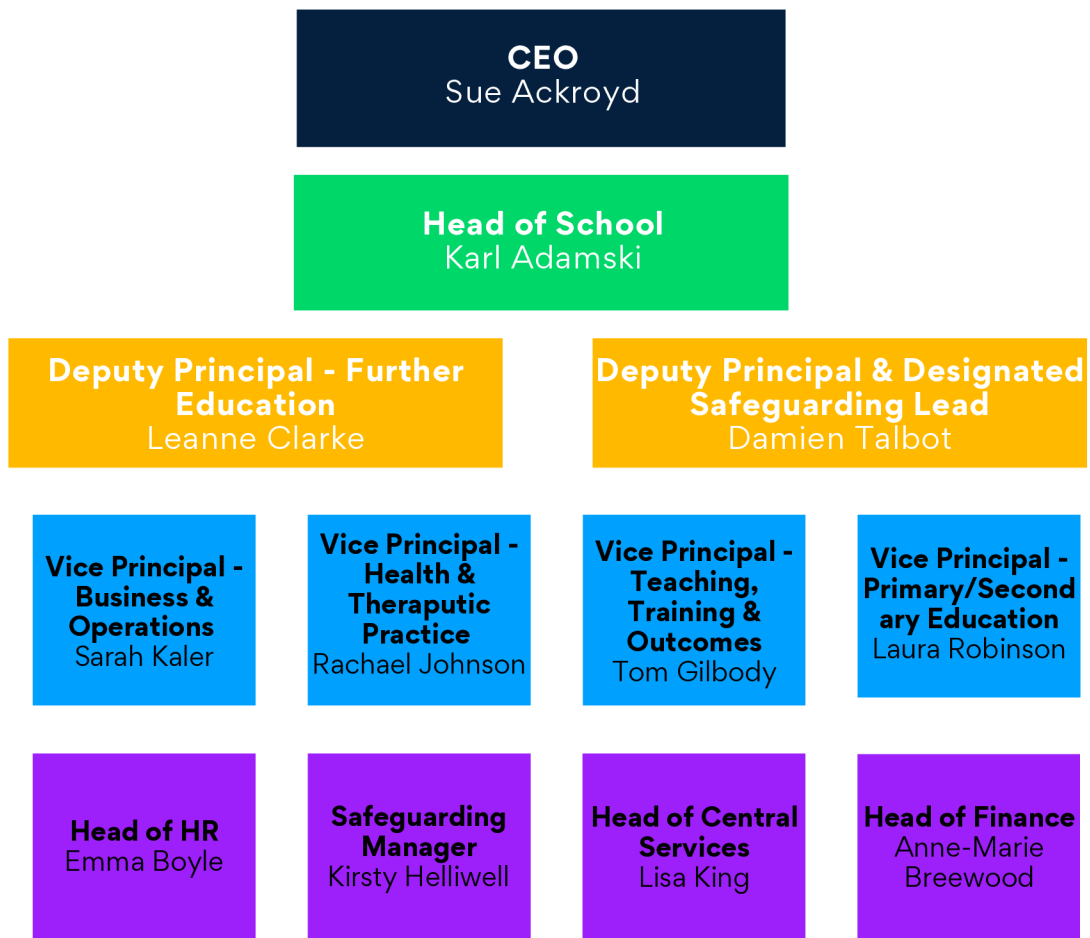 CEO
Sue Ackroyd
Head of School
Karl Adamski
Deputy Principal - Further
Education
Leanne Clarke
Deputy Principal & Designated
Safeguarding Lead
Damien Talbot
Vice Principal -
Business &
Operations
Sarah Kaler
Vice Principal -
Health &
Theraputic
Practice
Rachael Johnson
Vice Principal -
Teaching,
Training &
Outcomes
Tom Gilbody
Vice Principal -
Primary/Second
ary Education
Laura Robinson
Head of HR
Emma Boyle
Safeguarding
Manager
Kirsty Helliwell
Head of Central
Services
Lisa King
Head of Finance
Anne-Marie
Breewood